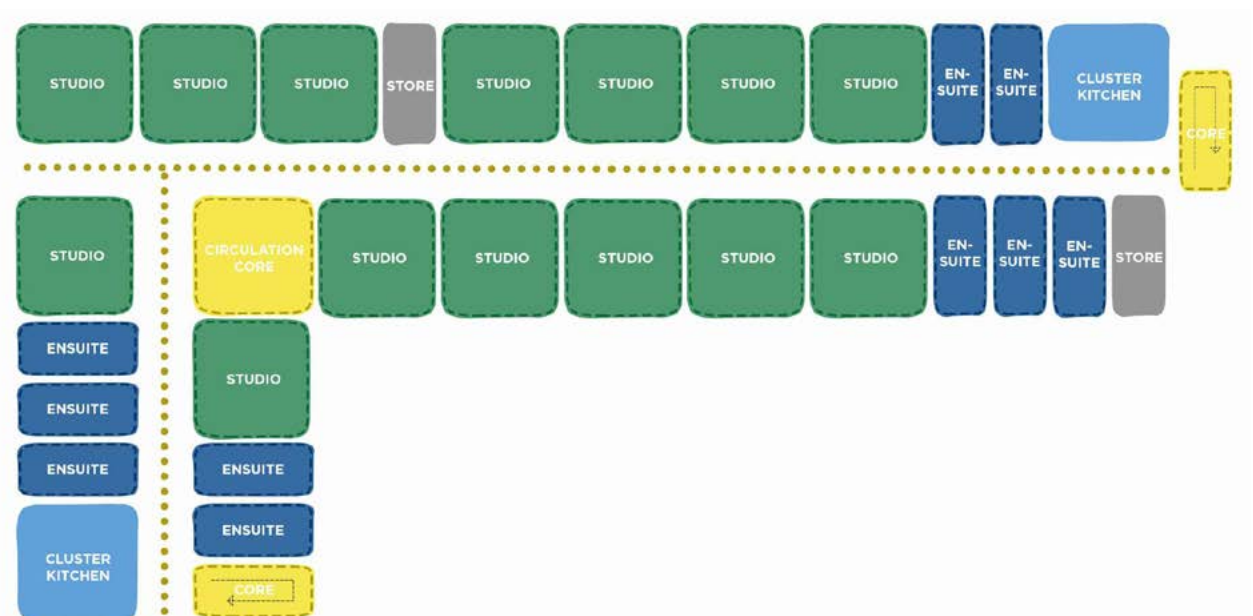 STUDIO STUDIO STUDIO STORE STUDIO STUDIO STUDIO STUDIO EN-SUITE EN-SUITE CLUSTER KITCHEN
CORE
STUDIO CIRCULATION CORE STUDIO STUDIO STUDIO STUDIO STUDIO EN-SUITE EN-SUITE EN-SUITE STORE
ENSUITE
STUDIO
ENSUITE
ENSUITE ENSUITE
ENSUITE
CLUSTER KITCHEN
CORE